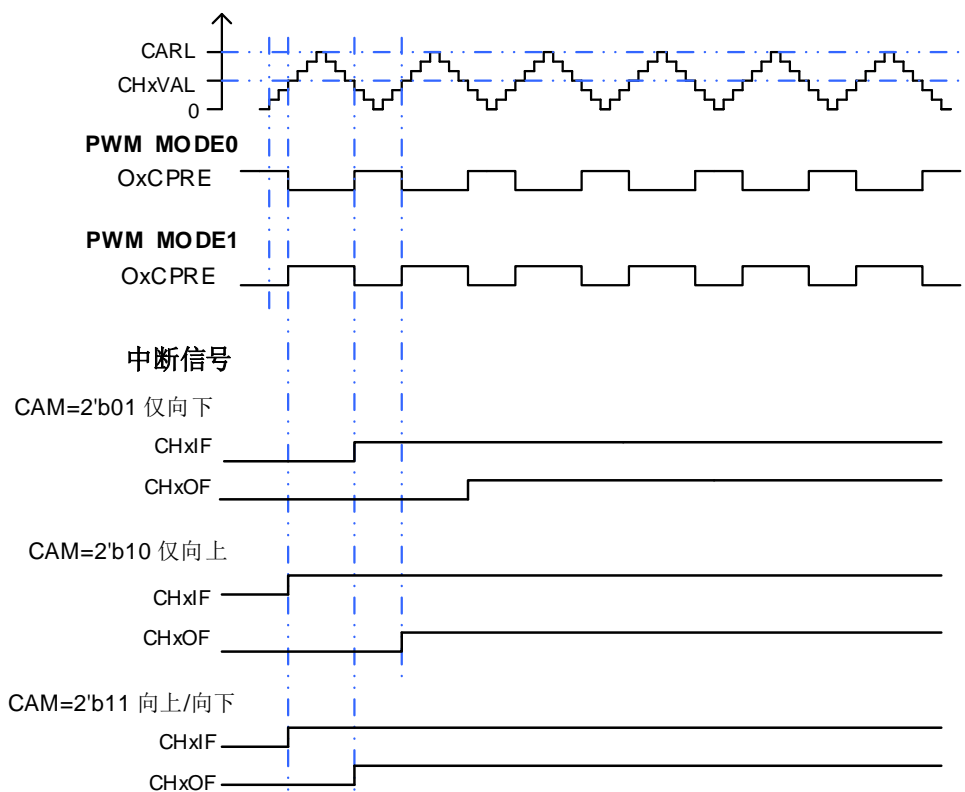 CARL
CHxVAL
0
PWM MODE0
OxCPRE
PWM MODE1
OxCPRE
中断信号
CAM=2'b01 仅向下
CHxIF
CHxOF
CAM=2'b10 仅向上
CHxIF
CHxOF
CAM=2'b11 向上/向下
CHxIF
CHxOF